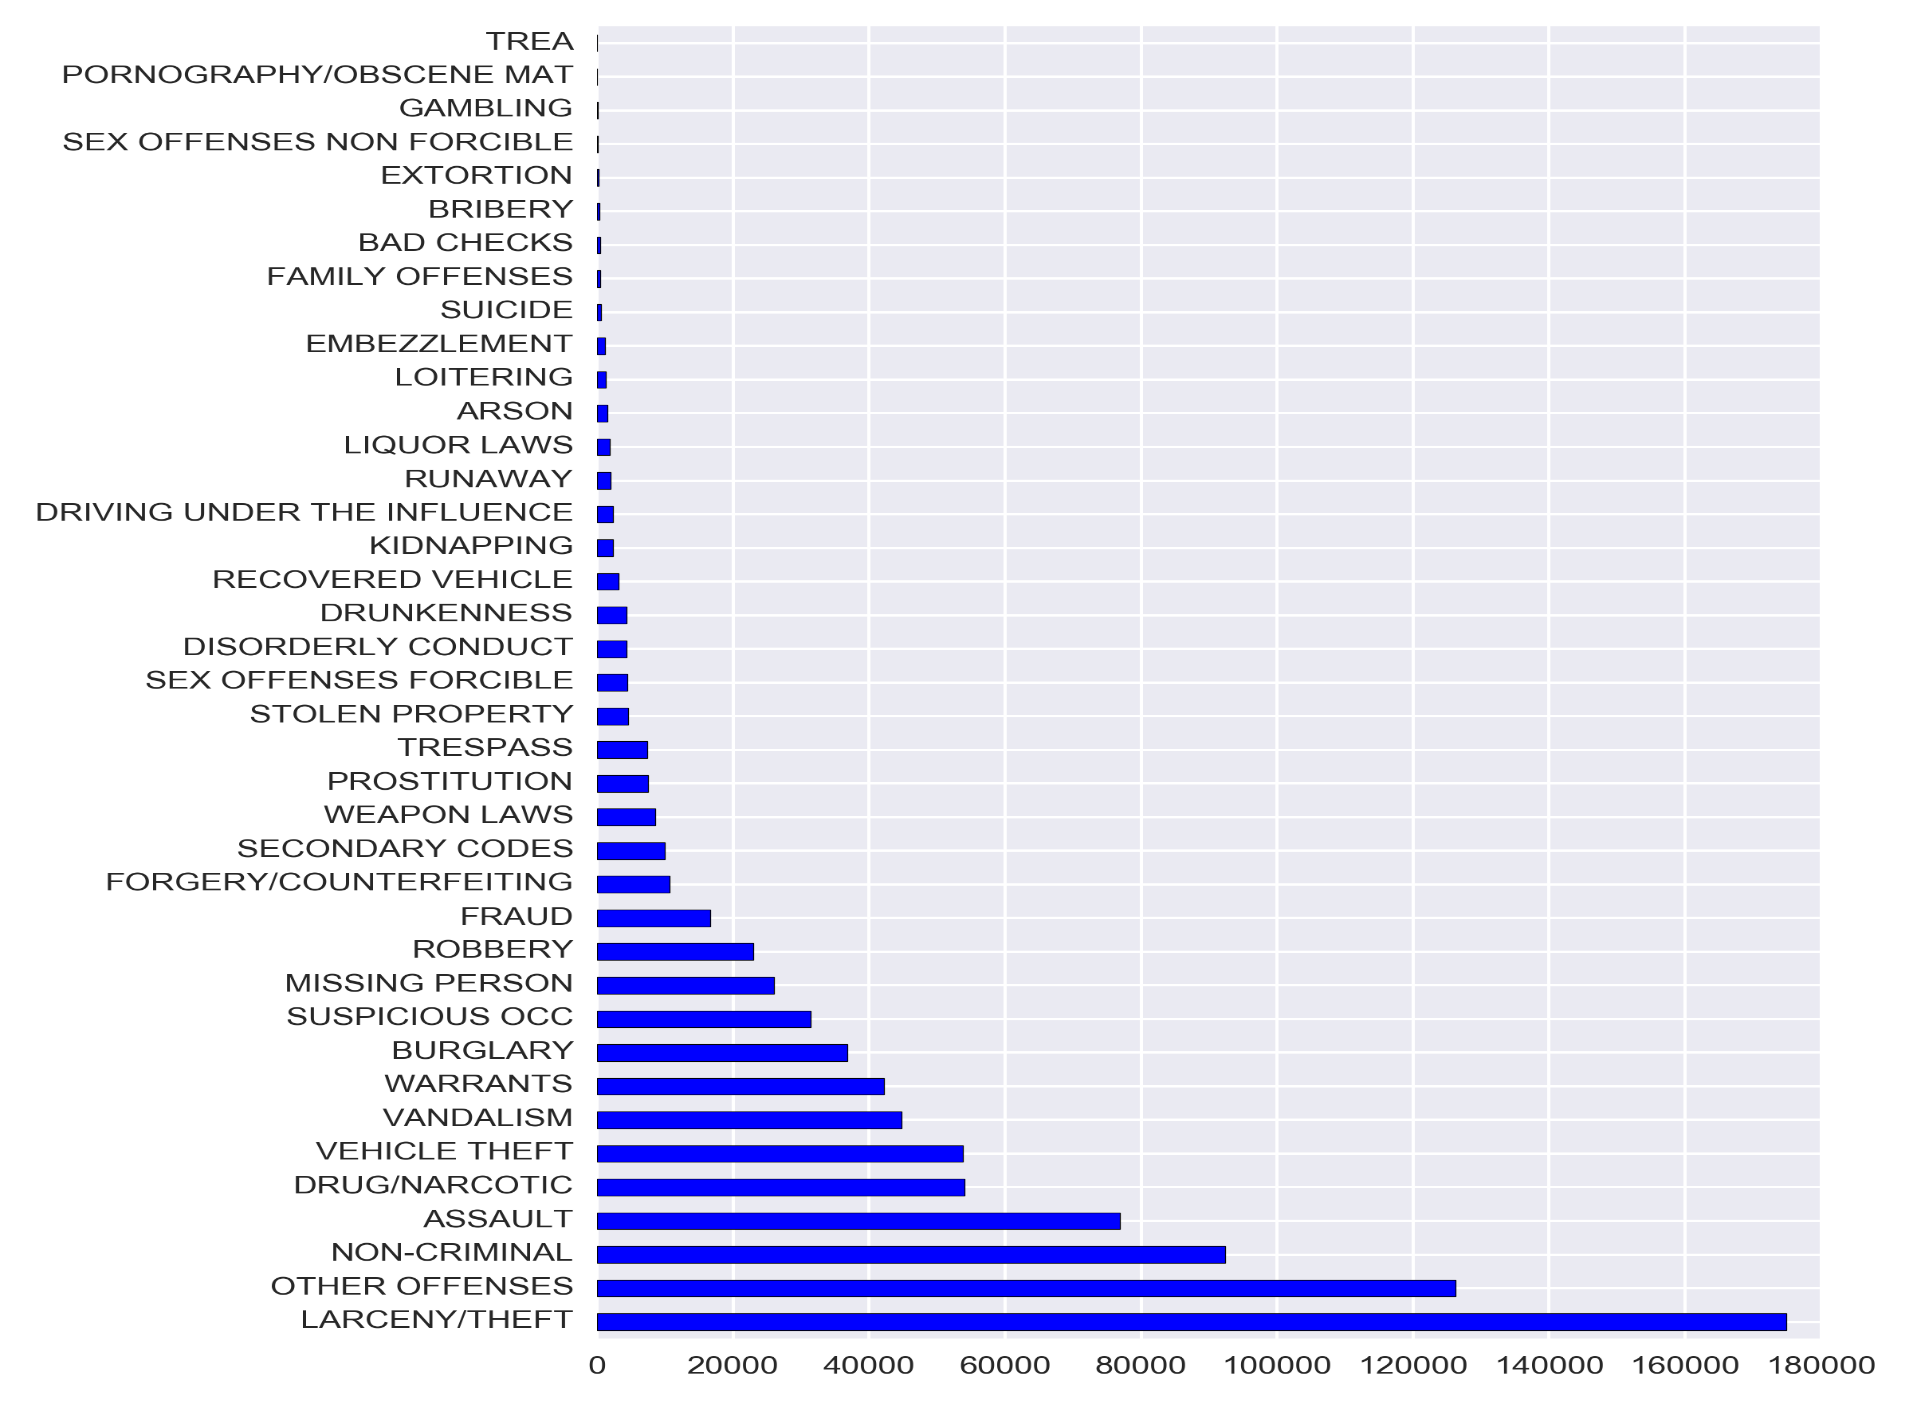 TREA
PORNOGRAPHY/OBSCENE MAT
GAMBLING
SEX OFFENSES NON FORCIBLE
EXTORTION
BRIBERY
BAD CHECKS
FAMILY OFFENSES
SUICIDE
EMBEZZLEMENT
LOITERING
ARSON
LIQUOR LAWS
RUNAWAY
DRIVING UNDER THE INFLUENCE
KIDNAPPING
RECOVERED VEHICLE
DRUNKENNESS
DISORDERLY CONDUCT
SEX OFFENSES FORCIBLE
STOLEN PROPERTY
TRESPASS
PROSTITUTION
WEAPON LAWS
SECONDARY CODES
FORGERY/COUNTERFEITING
FRAUD
ROBBERY
MISSING PERSON
SUSPICIOUS OCC
BURGLARY
WARRANTS
VANDALISM
VEHICLE THEFT
DRUG/NARCOTIC
ASSAULT
NON-CRIMINAL
OTHER OFFENSES
LARCENY/THEFT
0 20000 40000 60000 80000 100000 120000 140000 160000 180000